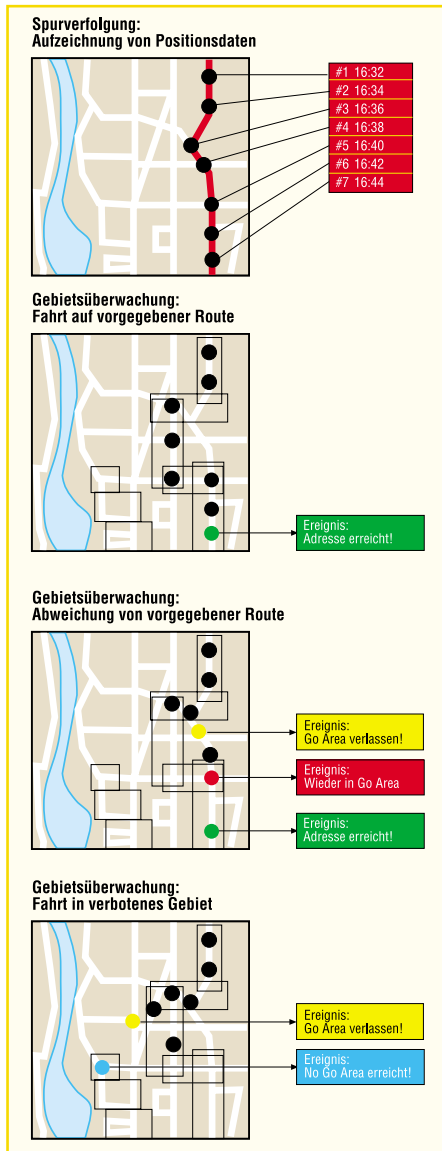 Spurverfolgung:
Aufzeichnung von Positionsdaten
#1 16:32
#2 16:34
#3 16:36
#4 16:38
#5 16:40
#6 16:42
#7 16:44
Gebietsüberwachung:
Fahrt auf vorgegebener Route
Ereignis:
Adresse erreicht!
Gebietsüberwachung:
Abweichung von vorgegebener Route
Ereignis:
Go Area verlassen!
Ereignis:
Wieder in Go Area
Ereignis:
Adresse erreicht!
Gebietsüberwachung:
Fahrt in verbotenes Gebiet
Ereignis:
Go Area verlassen!
Ereignis:
No Go Area erreicht!